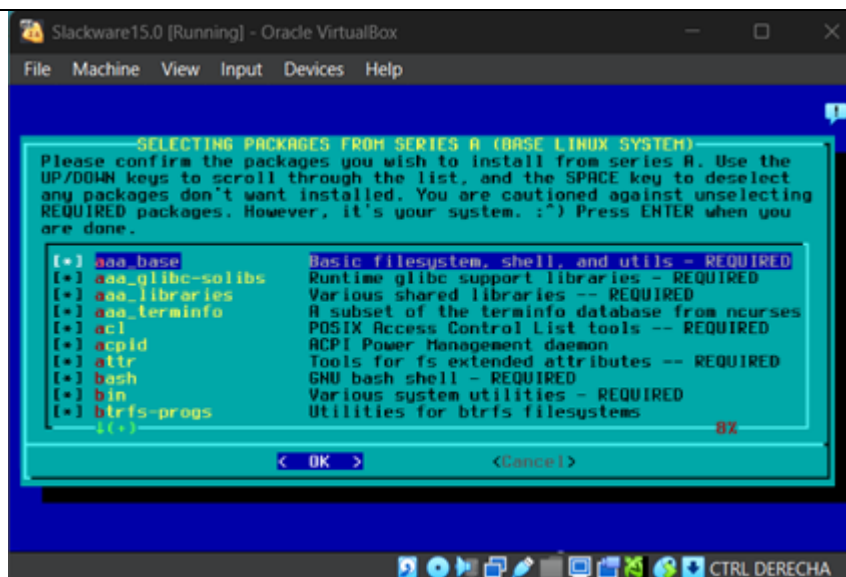 Slackware15.0 [Running] - Oracle VirtualBox
File Machine View Input Devices Help
SELECTING PACKAGES FROM SERIES A (BASE LINUX SYSTEM)
Please confirm the packages you wish to install from series A. Use the
UP/DOWN keys to scroll through the list, and the SPACE key to deselect
any packages don't want installed. You are cautioned against unselecting
REQUIRED packages. However, it's your system. :^) Press ENTER when you
are done.
[*] aaa_base Basic filesystem, shell, and utils - REQUIRED
[*] aaa_glibc-solibs Runtime glibc support libraries - REQUIRED
[*] aaa_libraries Various shared libraries -- REQUIRED
[*] aaa_terminfo A subset of the terminfo database from ncurses
[*] acl POSIX Access Control List tools -- REQUIRED
[*] acpid ACPI Power Management daemon
[*] attr Tools for fs extended attributes -- REQUIRED
[*] bash GNU bash shell - REQUIRED
[*] bin Various system utilities - REQUIRED
[*] btrfs-progs Utilities for btrfs filesystems
↓(+) 8%
< OK > <Cancel>
CTRL DERECHA